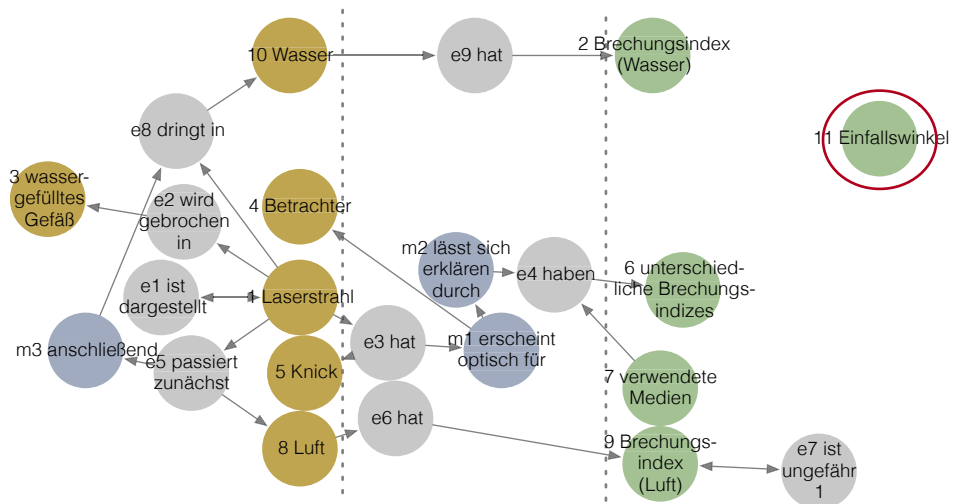 10 Wasser
e9 hat
2 Brechungsindex
(Wasser)
e8 dringt in
11 Einfallswinkel
3 wasser-
gefülltes
Gefäß
e2 wird
gebrochen
in
4 Betrachter
m2 lässt sich
erklären
durch
e4 haben
6 unterschied-
liche Brechungs-
indizes
e1 ist
dargestellt
1 Laserstrahl
m3 anschließend
e5 passiert
zunächst
5 Knick
e3 hat
m1 erscheint
optisch für
7 verwendete
Medien
8 Luft
e6 hat
9 Brechungs-
index
(Luft)
e7 ist
ungefähr
1